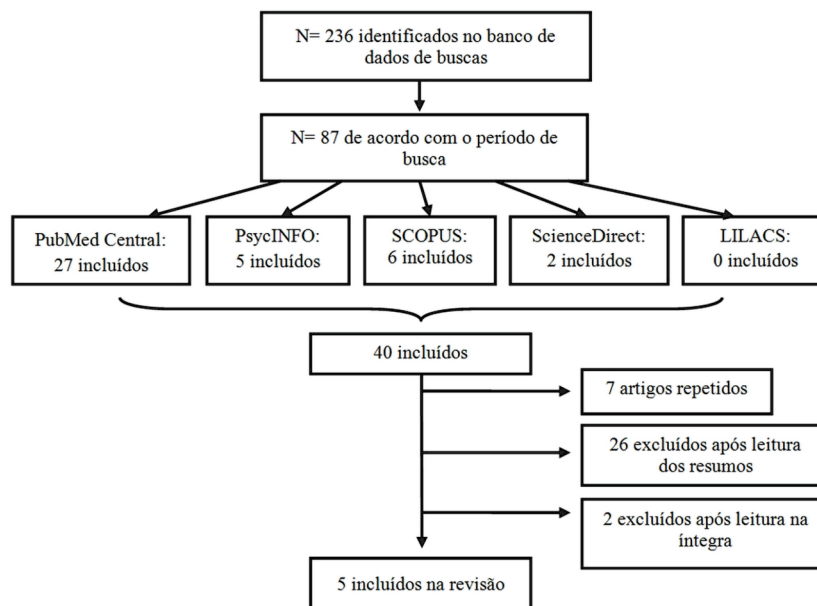 N= 236 identificados no banco de
dados de buscas
N= 87 de acordo com o período de
busca
PubMed Central:
27 incluídos
PsycINFO:
5 incluídos
SCOPUS:
6 incluídos
ScienceDirect:
2 incluídos
LILACS:
0 incluídos
40 incluídos
7 artigos repetidos
26 excluídos após leitura
dos resumos
2 excluídos após leitura na
íntegra
5 incluídos na revisão